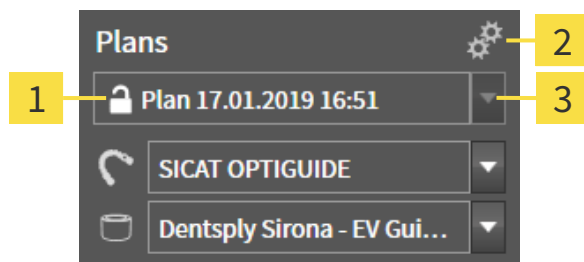 Plans
2
1
Plan 17.01.2019 16:51
3
SICAT OPTIGUIDE
Dentsply Sirona - EV Gui...